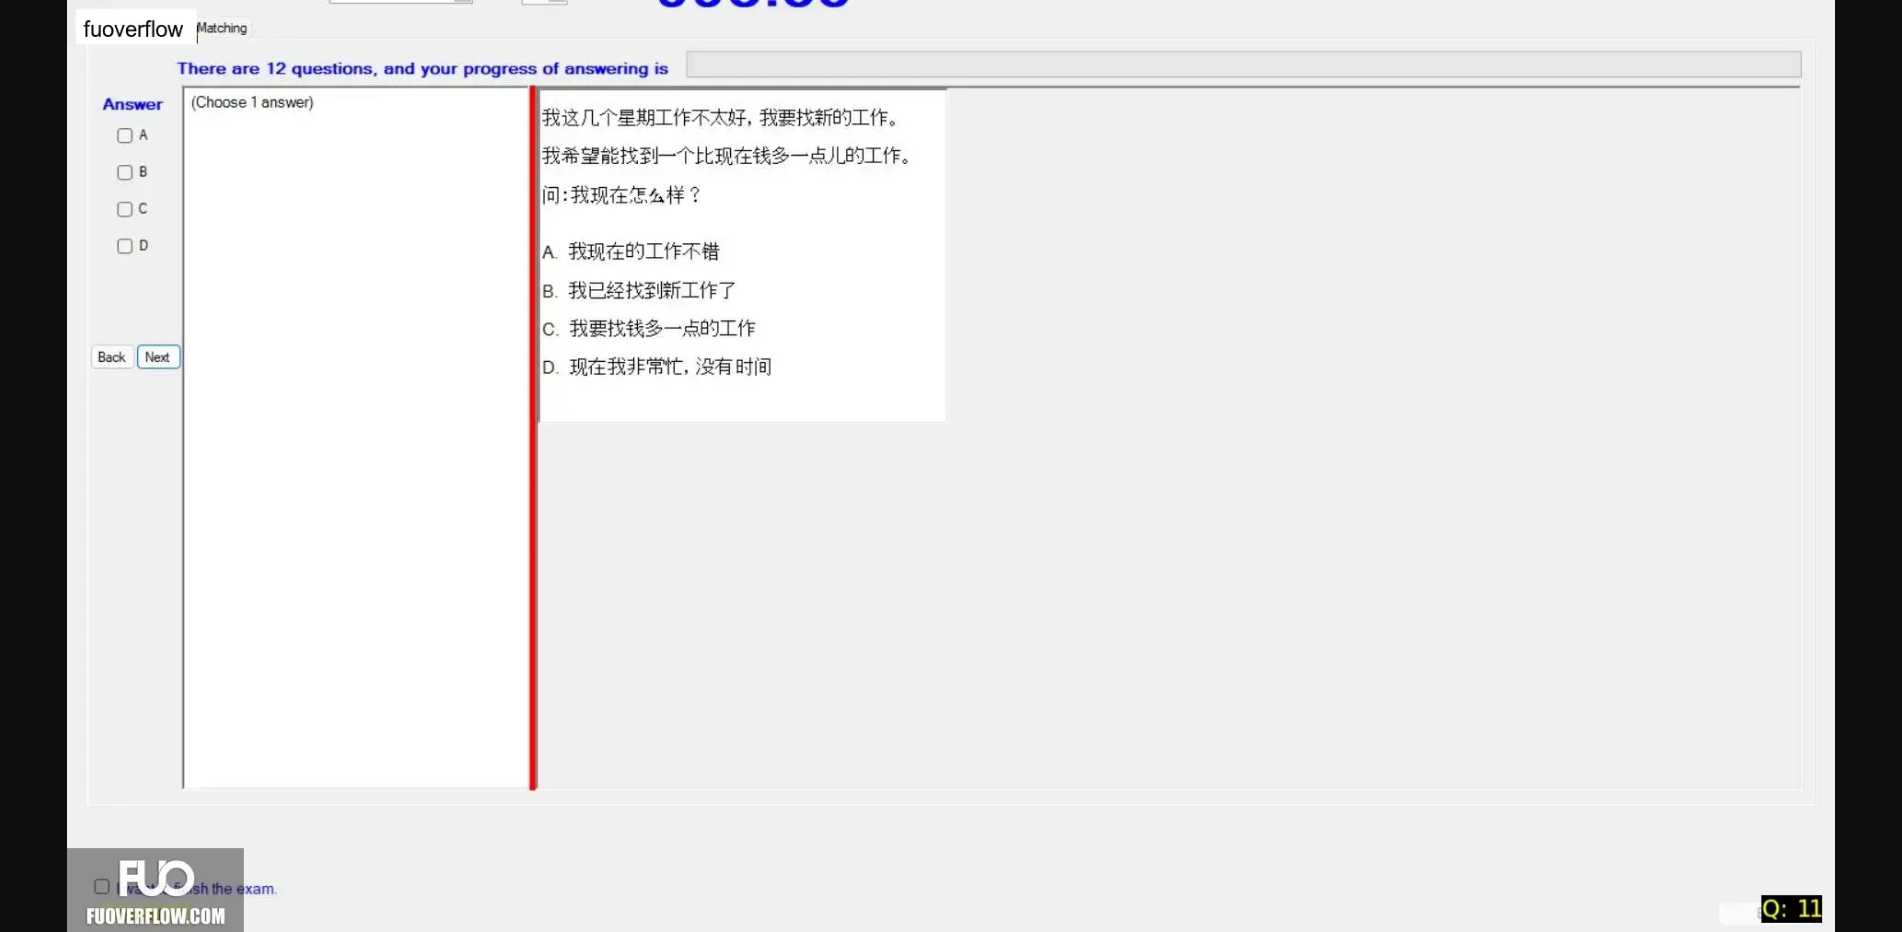 fuoverflow
Matching
There are 12 questions, and your progress of answering is
Answer
(Choose 1 answer)
A
B
C
D
Back
Next
我这几个星期工作不太好, 我要找新的工作。
我希望能找到一个比现在钱多一点儿的工作。
问:我现在怎么样？
A. 我现在的工作不错
B. 我已经找到新工作了
C. 我要找钱多一点的工作
D. 现在我非常忙, 没有时间
FUO
sh the exam.
FUOVERFLOW.COM
Q: 11